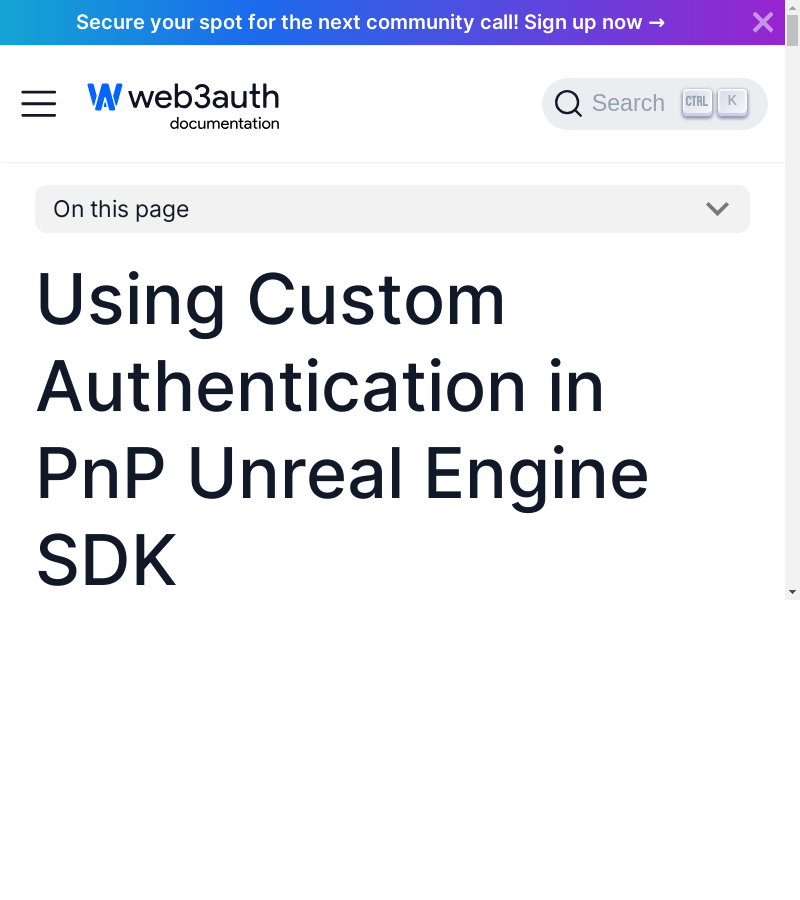 Secure your spot for the next community call! Sign up now →
web3auth
documentation
Search CTRL K
On this page
Using Custom
Authentication in
PnP Unreal Engine
SDK